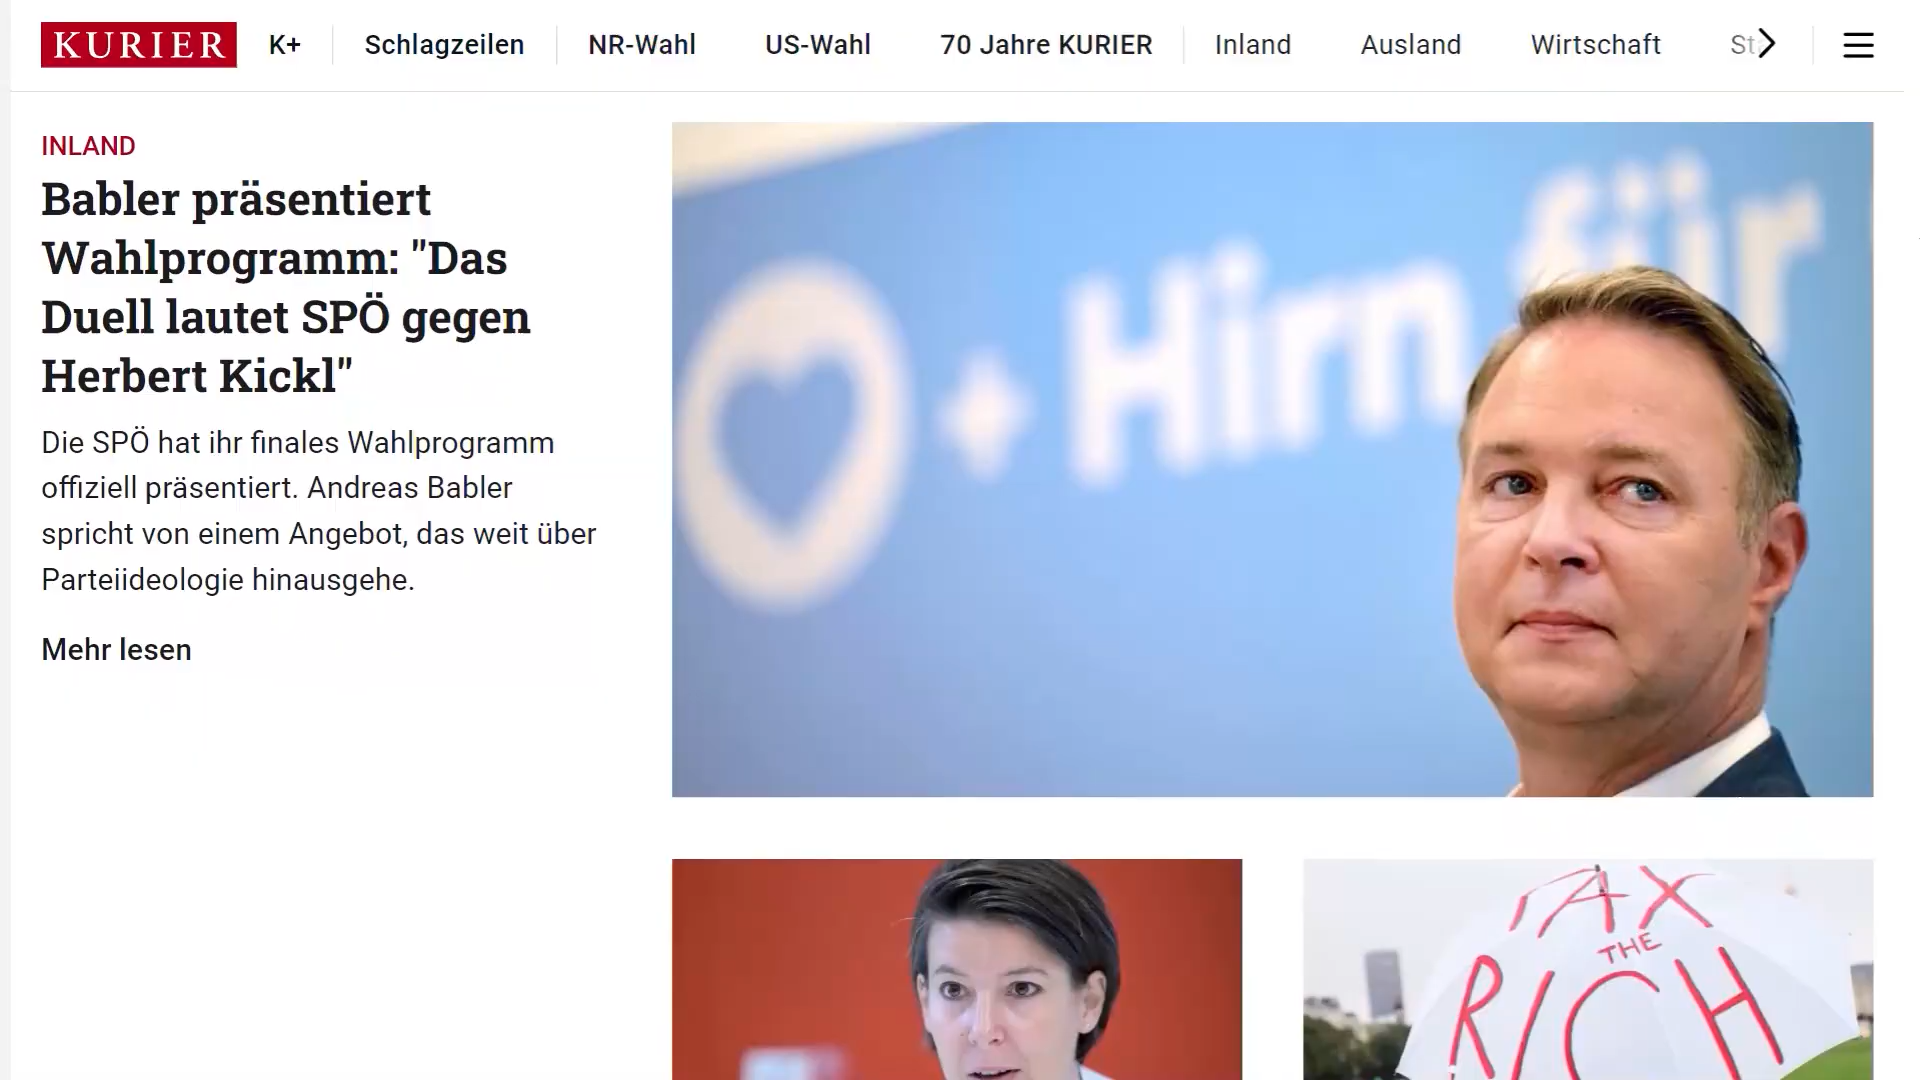 KURIER K+ Schlagzeilen NR-Wahl US-Wahl 70 Jahre KURIER Inland Ausland Wirtschaft
INLAND
Babler präsentiert
Wahlprogramm: "Das
Duell lautet SPÖ gegen
Herbert Kickl"
Die SPÖ hat ihr finales Wahlprogramm
offiziell präsentiert. Andreas Babler
spricht von einem Angebot, das weit über
Parteiideologie hinausgehe.
Mehr lesen
+ Hirn für
TAX
THE
RICH